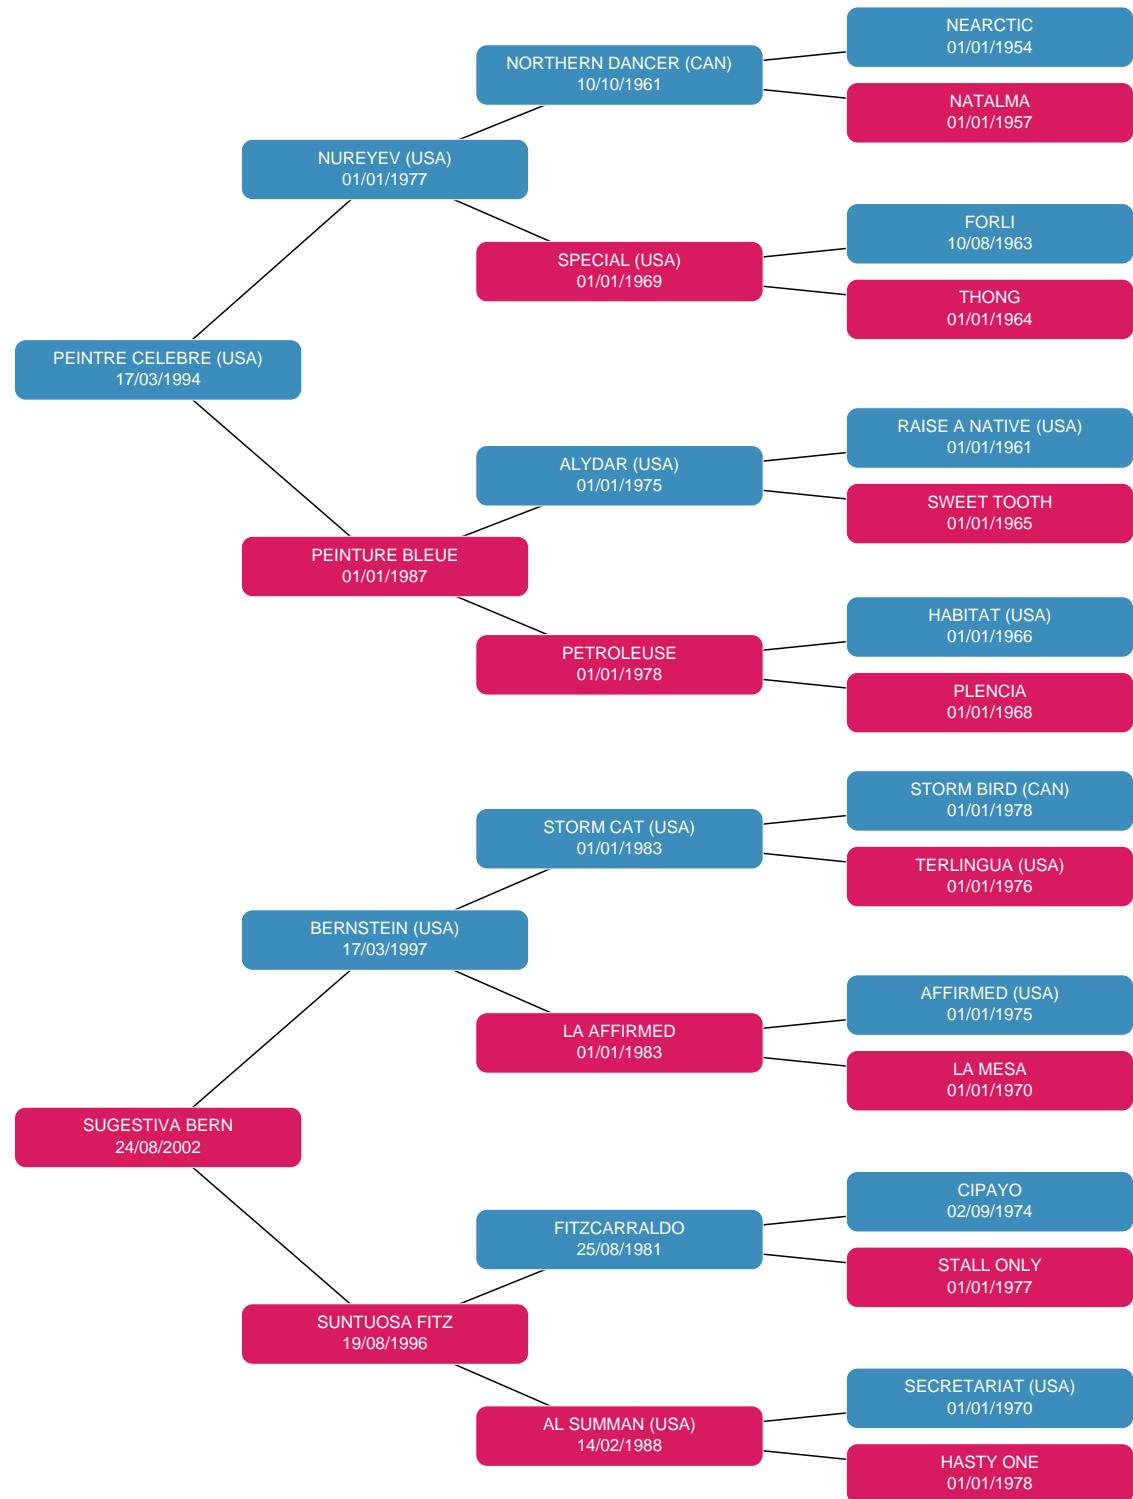 NEARCTIC
01/01/1954
NORTHERN DANCER (CAN)
10/10/1961
NATALMA
01/01/1957
NUREYEV (USA)
01/01/1977
FORLI
10/08/1963
SPECIAL (USA)
01/01/1969
THONG
01/01/1964
PEINTRE CELEBRE (USA)
17/03/1994
RAISE A NATIVE (USA)
01/01/1961
ALYDAR (USA)
01/01/1975
SWEET TOOTH
01/01/1965
PEINTURE BLEUE
01/01/1987
HABITAT (USA)
01/01/1966
PETROLEUSE
01/01/1978
PLENCIA
01/01/1968
STORM BIRD (CAN)
01/01/1978
STORM CAT (USA)
01/01/1983
TERLINGUA (USA)
01/01/1976
BERNSTEIN (USA)
17/03/1997
AFFIRMED (USA)
01/01/1975
LA AFFIRMED
01/01/1983
LA MESA
01/01/1970
SUGESTIVA BERN
24/08/2002
CIPAYO
02/09/1974
FITZCARRALDO
25/08/1981
STALL ONLY
01/01/1977
SUNTUOSA FITZ
19/08/1996
SECRETARIAT (USA)
01/01/1970
AL SUMMAN (USA)
14/02/1988
HASTY ONE
01/01/1978